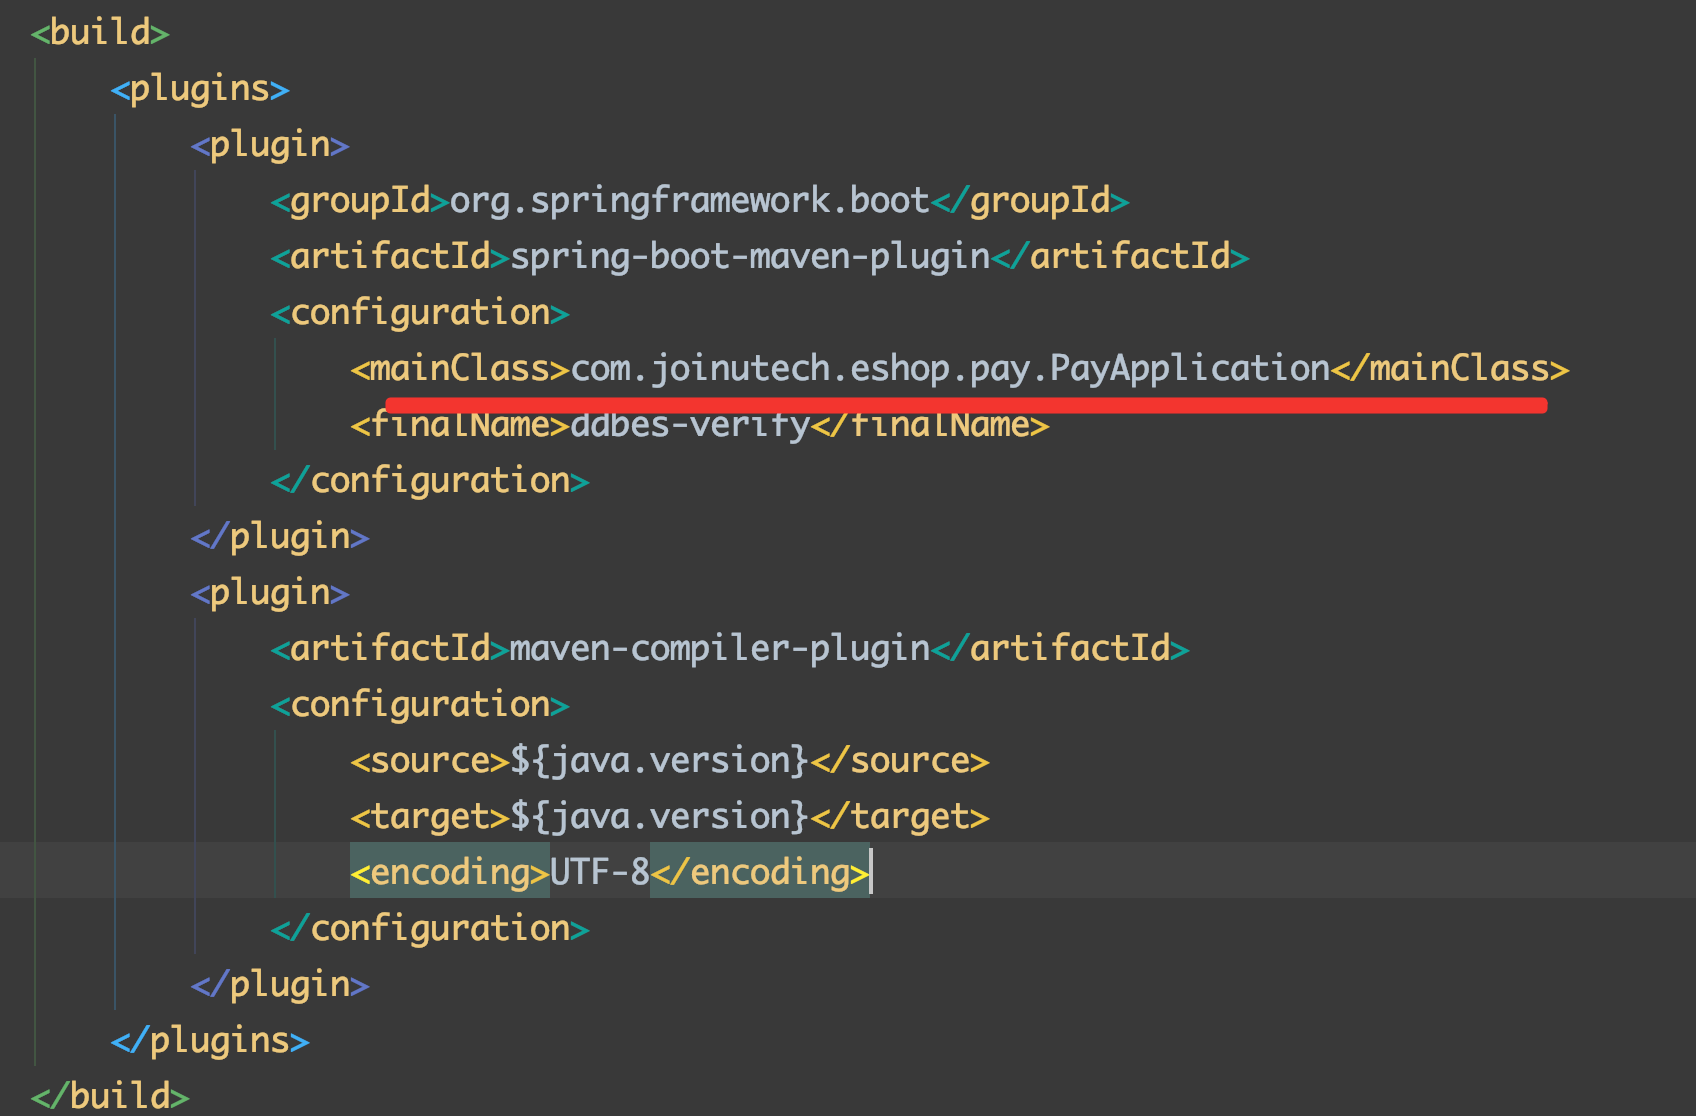 <build>
<plugins>
<plugin>
<groupId>org.springframework.boot</groupId>
<artifactId>spring-boot-maven-plugin</artifactId>
<configuration>
<mainClass>com.joinutech.eshop.pay.PayApplication</mainClass>
<finalName>ddbes-verify</finalName>
</configuration>
</plugin>
<plugin>
<artifactId>maven-compiler-plugin</artifactId>
<configuration>
<source>${java.version}</source>
<target>${java.version}</target>
<encoding>UTF-8</encoding>
</configuration>
</plugin>
</plugins>
</build>